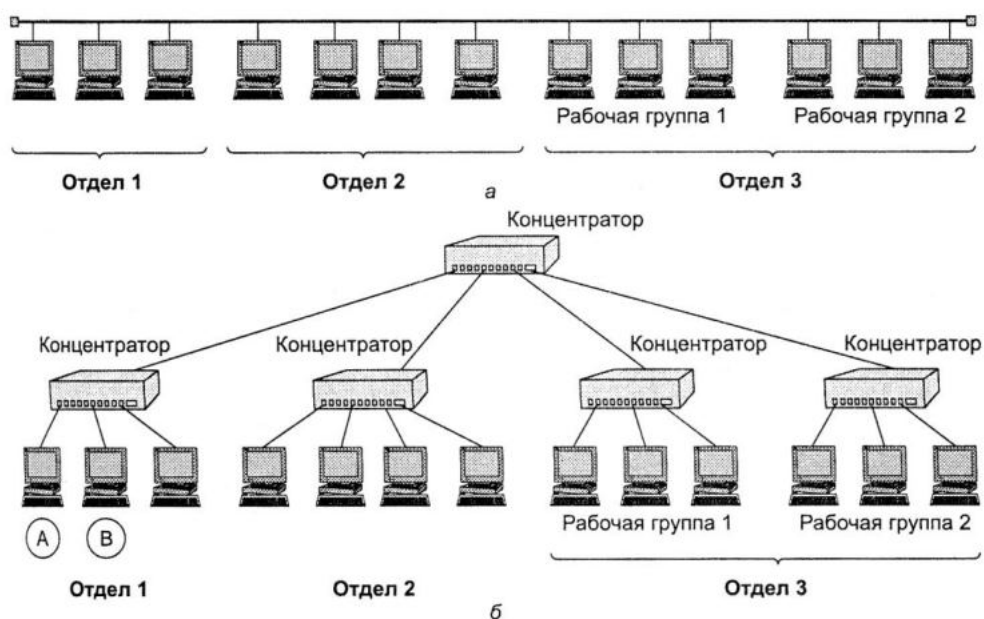 Рабочая группа 1 Рабочая группа 2
Отдел 1 Отдел 2 Отдел 3
а
Концентратор
Концентратор Концентратор Концентратор Концентратор
Рабочая группа 1 Рабочая группа 2
A B
Отдел 1 Отдел 2 Отдел 3
б